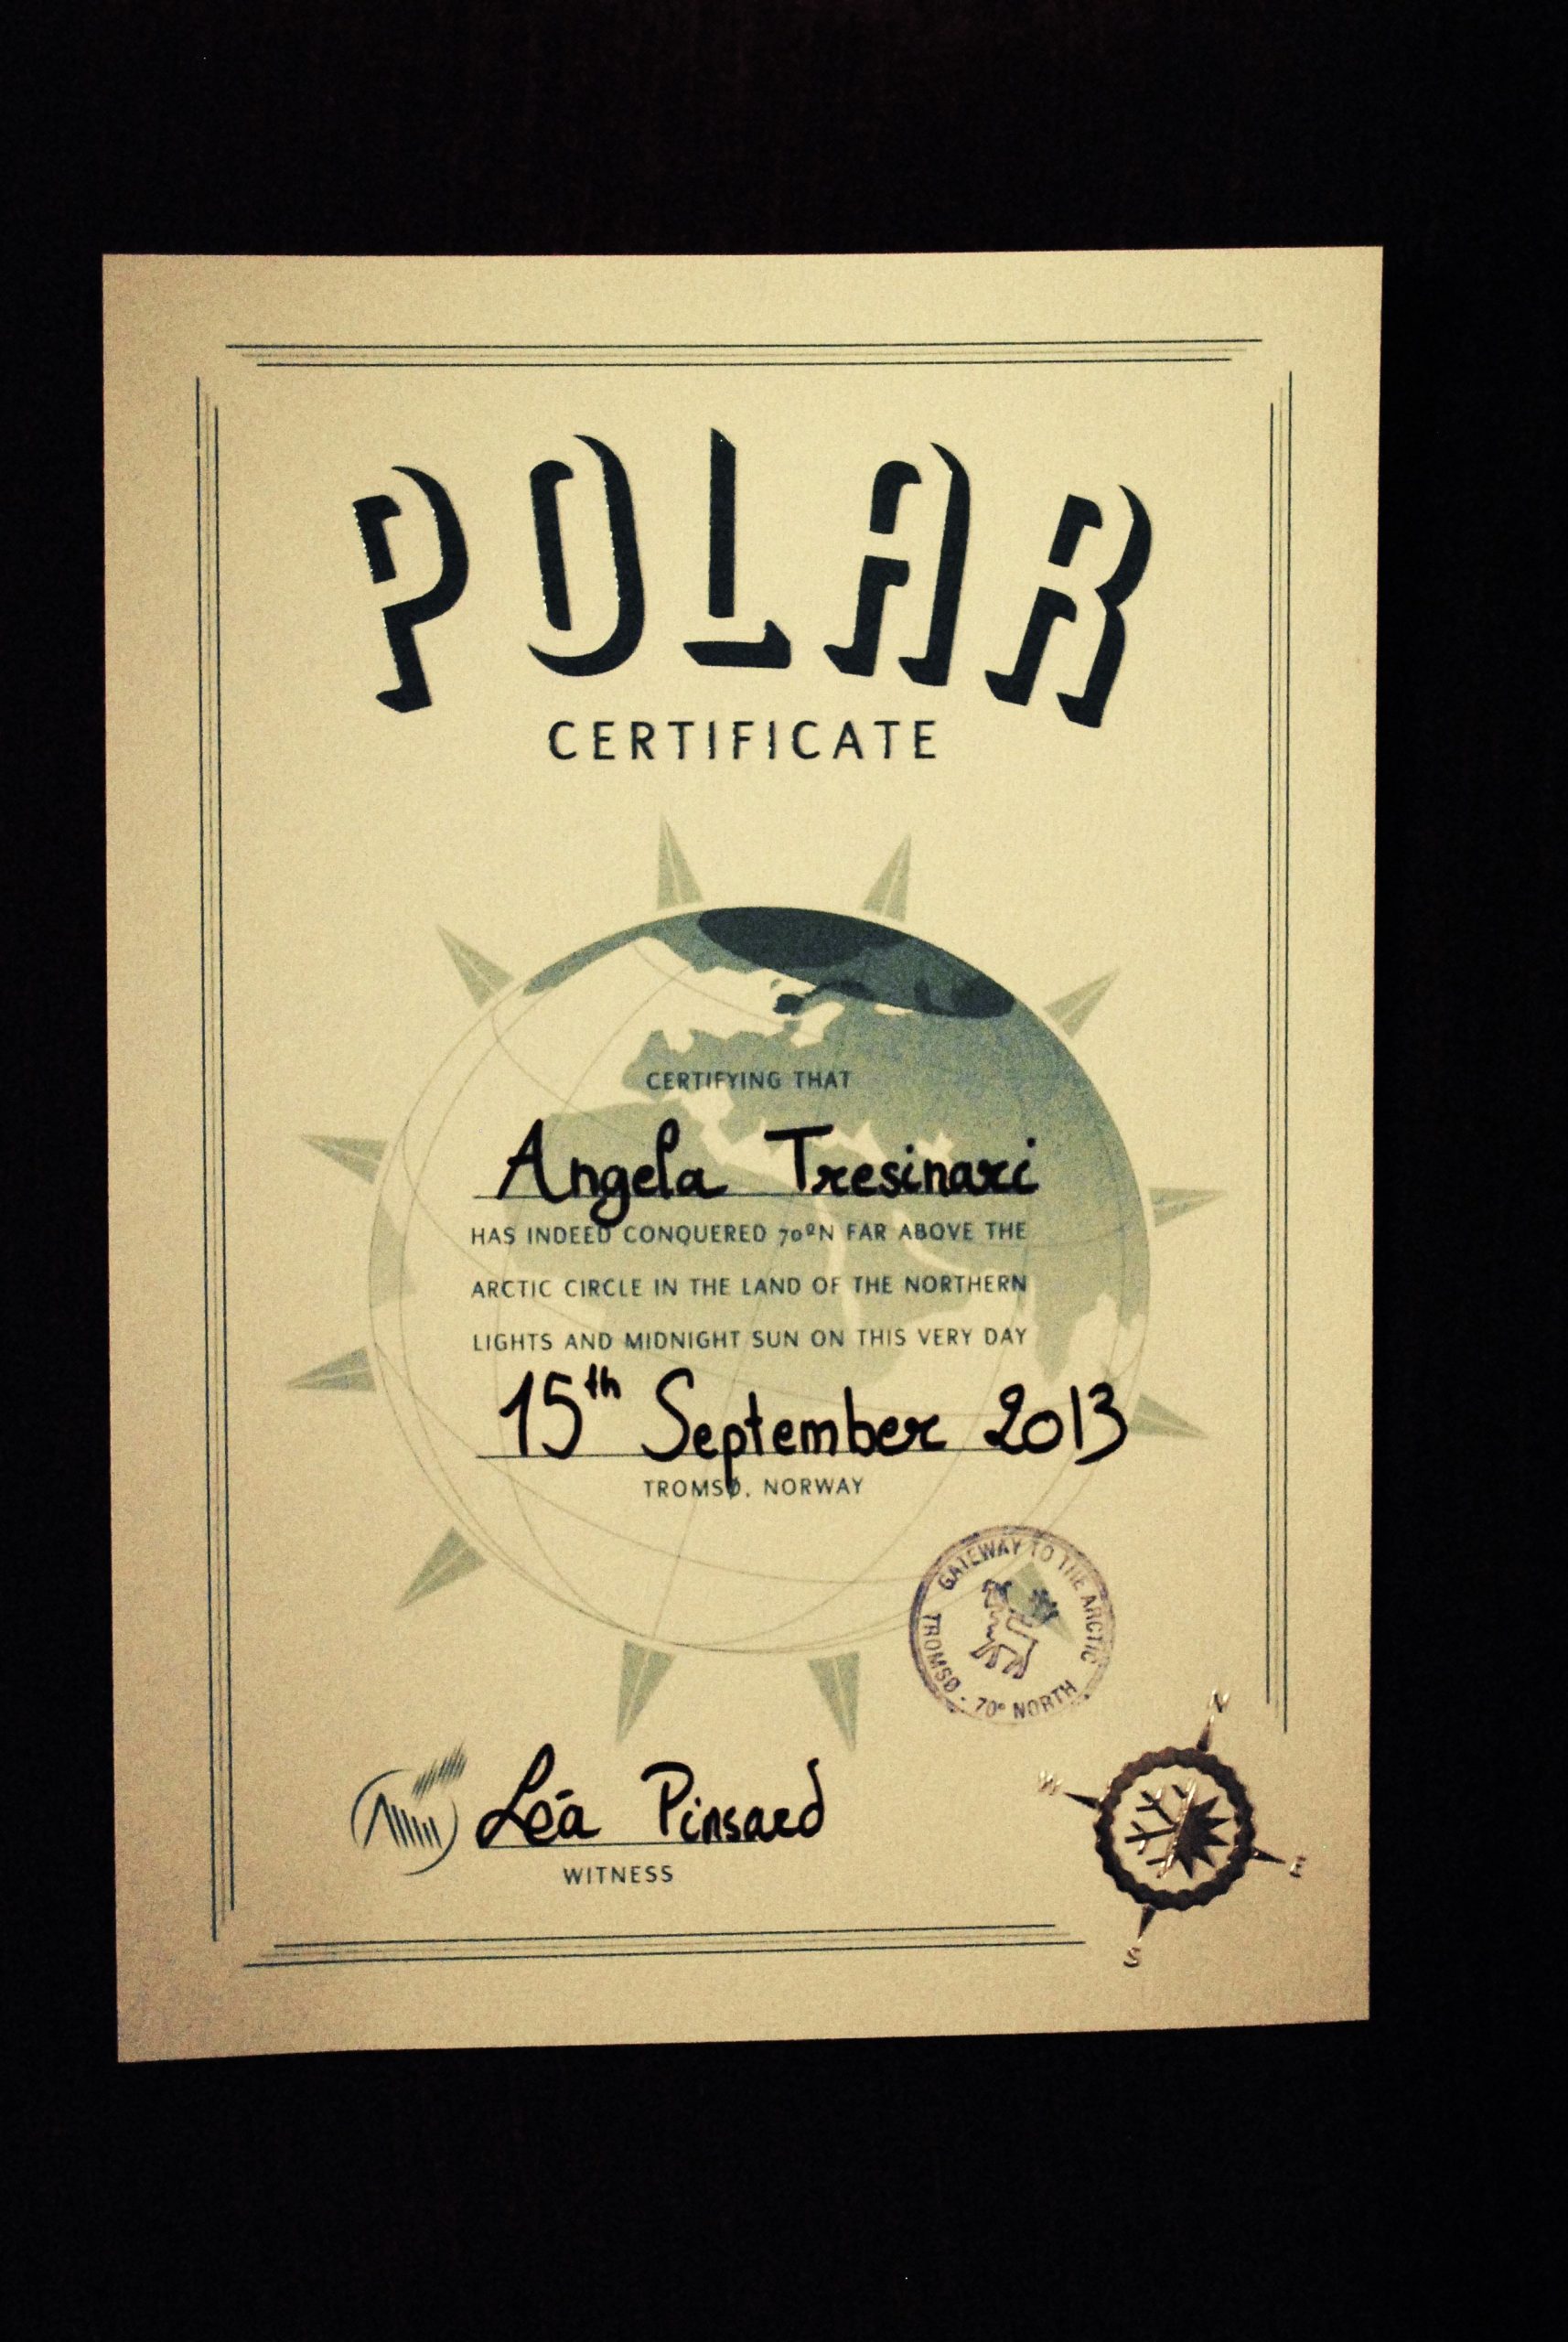 POLAR
CERTIFICATE
CERTIFYING THAT
Angela Tresinari
HAS INDEED CONQUERED 70ºN FAR ABOVE THE
ARCTIC CIRCLE IN THE LAND OF THE NORTHERN
LIGHTS AND MIDNIGHT SUN ON THIS VERY DAY
15th September 2013
TROMSØ, NORWAY
GATEWAY TO THE ARCTIC
TROMSØ - 70° NORTH
Léa Pinsard
WITNESS
N
W
E
S